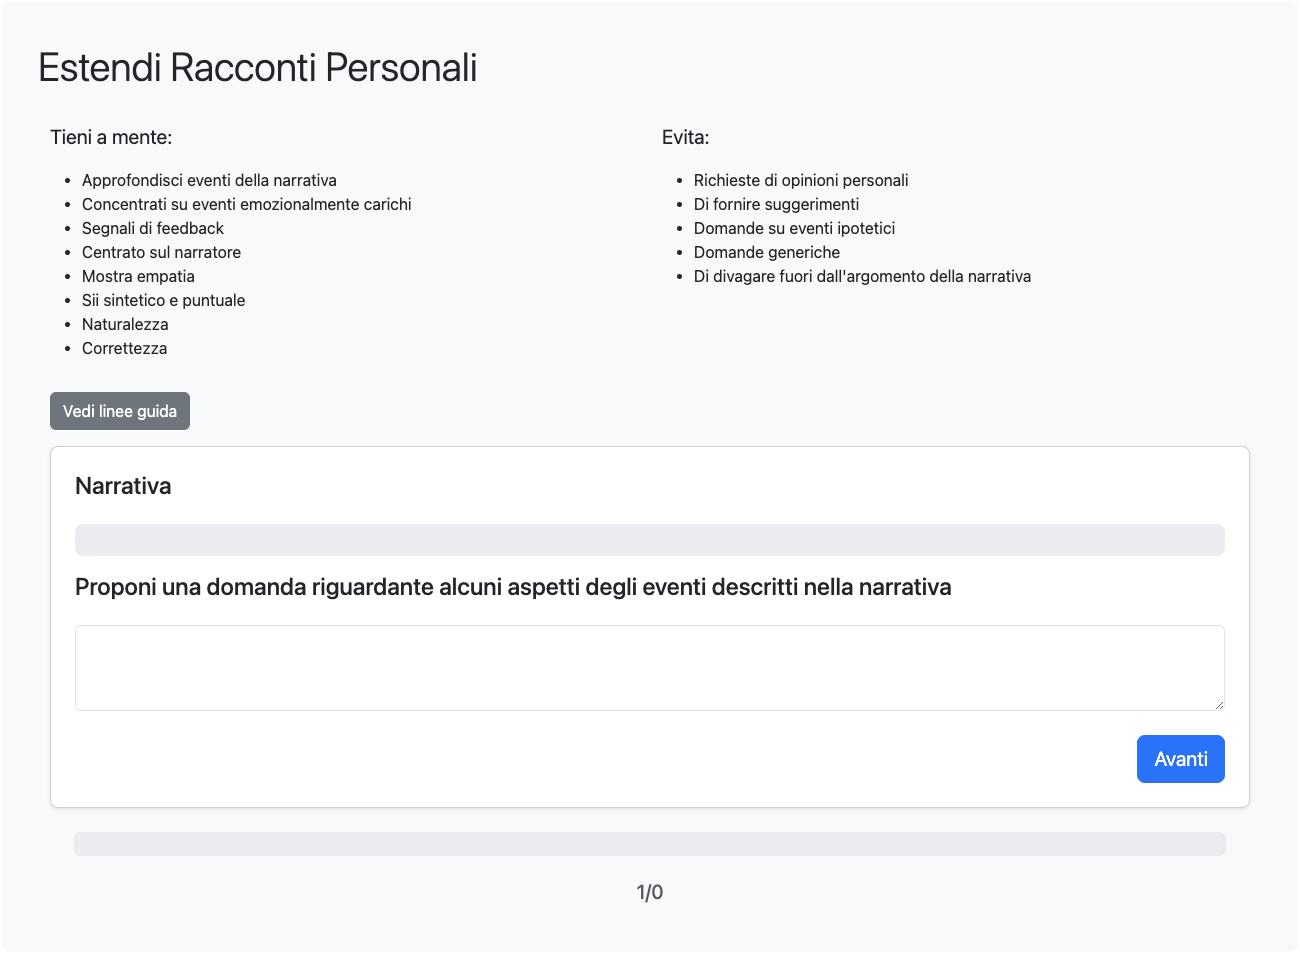 Estendi Racconti Personali
Tieni a mente:
Approfondisci eventi della narrativa
Concentrati su eventi emozionalmente carichi
Segnali di feedback
Centrato sul narratore
Mostra empatia
Sii sintetico e puntuale
Naturalezza
Correttezza
Evita:
Richieste di opinioni personali
Di fornire suggerimenti
Domande su eventi ipotetici
Domande generiche
Di divagare fuori dall'argomento della narrativa
Vedi linee guida
Narrativa
Proponi una domanda riguardante alcuni aspetti degli eventi descritti nella narrativa
Avanti
1/0